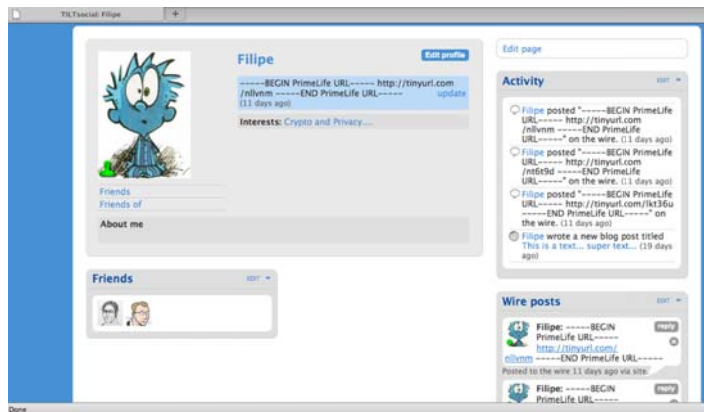 TILTsocial: Filipe
+
Filipe
Edit profile
-----BEGIN PrimeLife URL----- http://tinyurl.com
/nllvnm -----END PrimeLife URL-----
update
(11 days ago)
Interests: Crypto and Privacy....
Friends
Friends of
About me
Friends
EDIT
Edit page
Activity
EDIT
Filipe posted "-----BEGIN PrimeLife
URL----- http://tinyurl.com
/nllvnm -----END PrimeLife
URL-----" on the wire. (11 days ago)
Filipe posted "-----BEGIN PrimeLife
URL----- http://tinyurl.com
/nt6t9d -----END PrimeLife
URL-----" on the wire. (11 days ago)
Filipe posted "-----BEGIN PrimeLife
URL----- http://tinyurl.com/lkt36u
-----END PrimeLife URL-----" on
the wire. (11 days ago)
Filipe wrote a new blog post titled
This is a text... super text... (19 days
ago)
Wire posts
EDIT
Filipe: -----BEGIN
reply
PrimeLife URL-----
http://tinyurl.com/
nllvnm -----END PrimeLife URL-----
Posted to the wire 11 days ago via site.
Filipe: -----BEGIN
reply
PrimeLife URL-----
Done